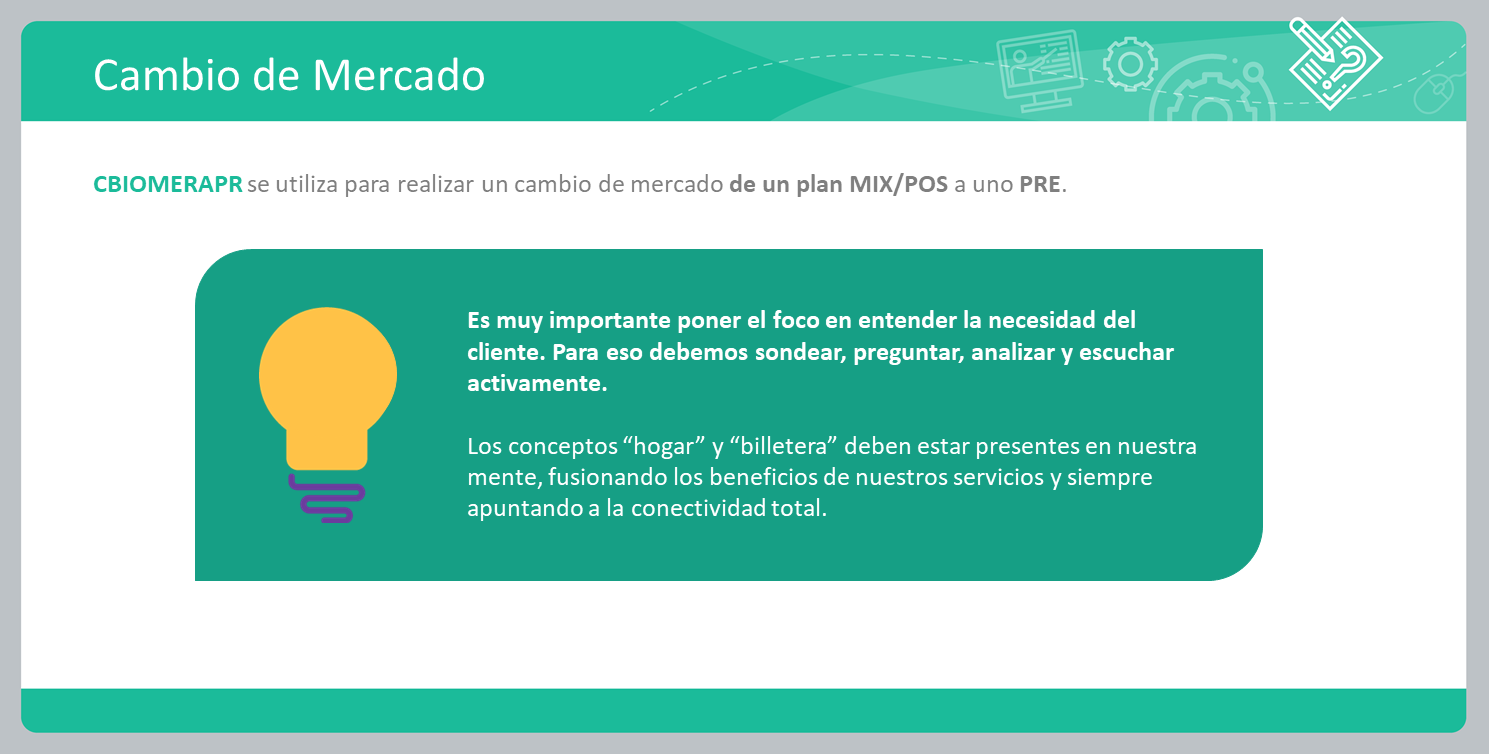 Cambio de Mercado
CBIOMERAPR se utiliza para realizar un cambio de mercado de un plan MIX/POS a uno PRE.
Es muy importante poner el foco en entender la necesidad del
cliente. Para eso debemos sondear, preguntar, analizar y escuchar
activamente.
Los conceptos “hogar” y “billetera” deben estar presentes en nuestra
mente, fusionando los beneficios de nuestros servicios y siempre
apuntando a la conectividad total.